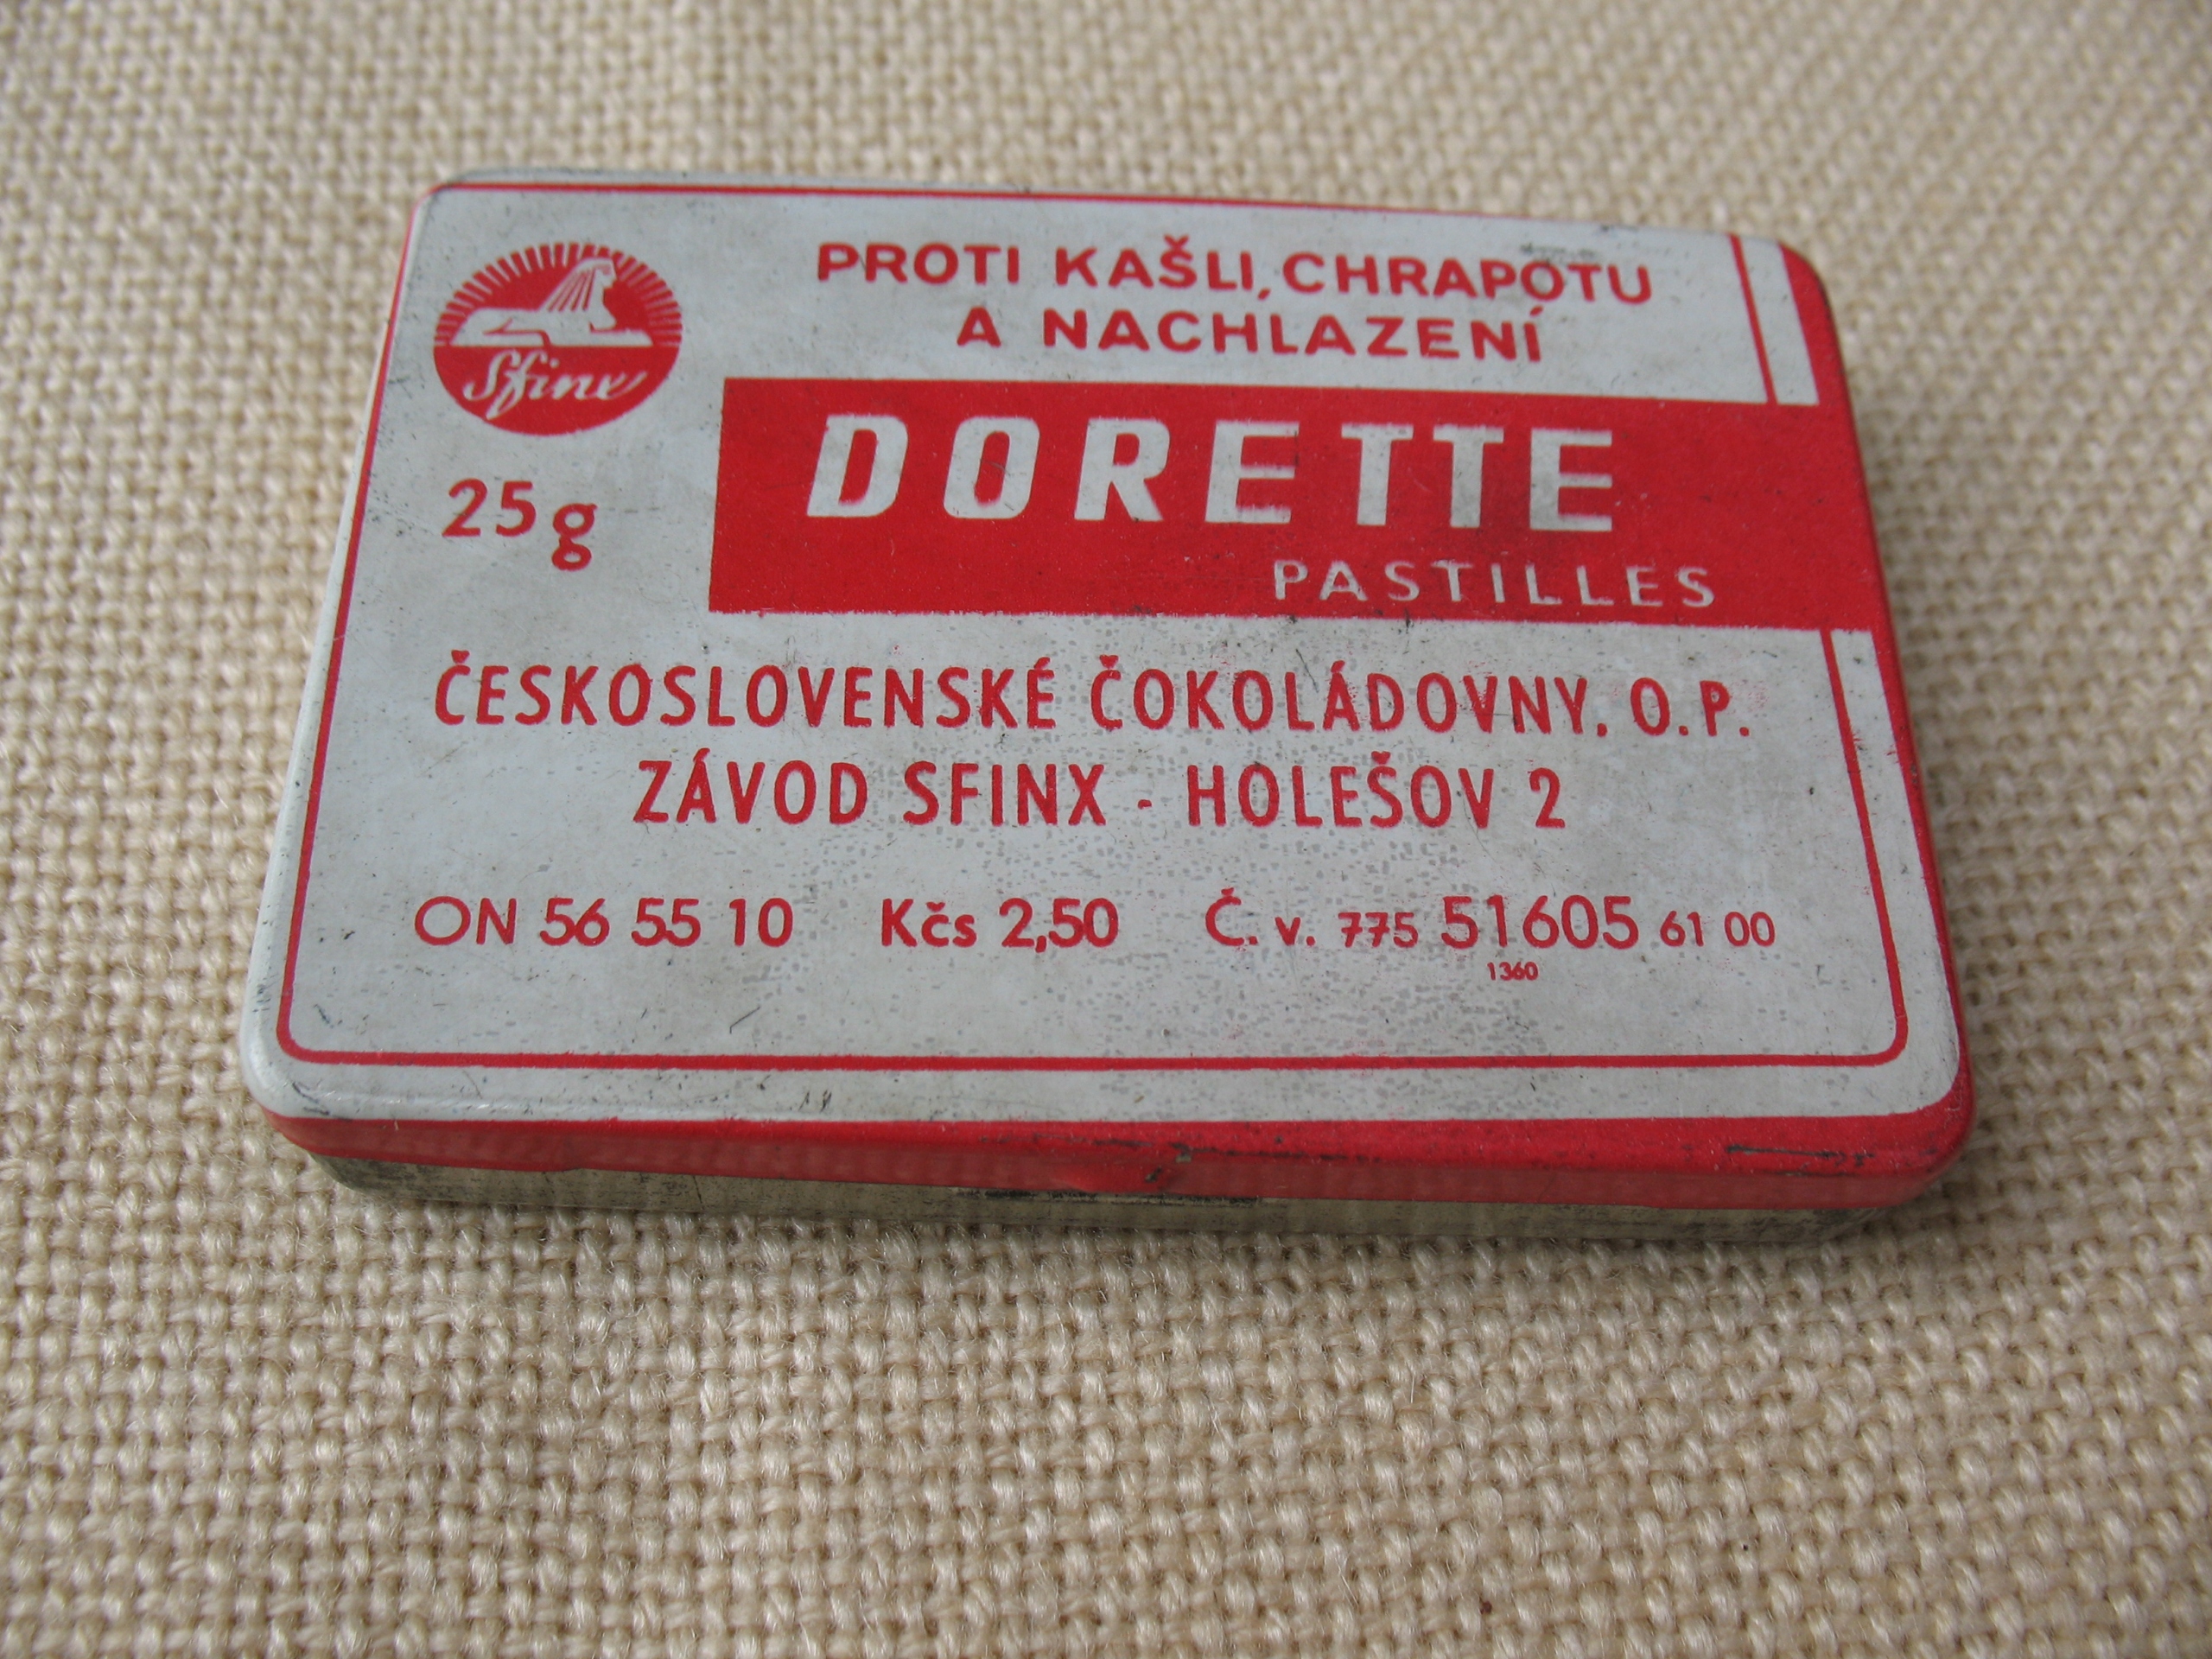 PROTI KAŠLI, CHRAPOTU
A NACHLAZENÍ
Sfinx
25g
DORETTE
PASTILLES
ČESKOSLOVENSKÉ ČOKOLÁDOVNY, O.P.
ZÁVOD SFINX - HOLEŠOV 2
ON 56 55 10 Kčs 2,50 Č. v. 775 51605 61 00
1360